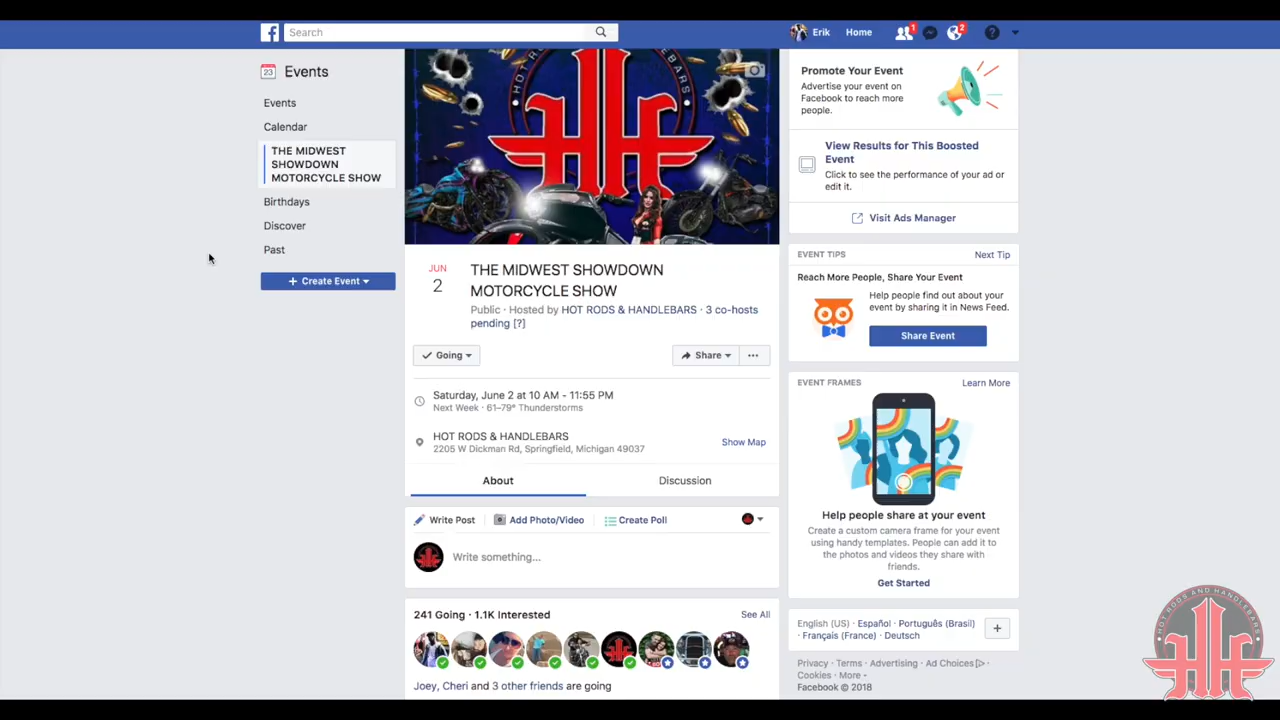 Search
Erik
Home
1
2
?
23
Events
Events
Calendar
THE MIDWEST
SHOWDOWN
MOTORCYCLE SHOW
Birthdays
Discover
Past
+ Create Event
HOT RODS HANDLEBARS
JUN
2
THE MIDWEST SHOWDOWN
MOTORCYCLE SHOW
Public · Hosted by HOT RODS & HANDLEBARS · 3 co-hosts
pending [?]
Going
Share
...
Saturday, June 2 at 10 AM - 11:55 PM
Next Week · 61–79° Thunderstorms
HOT RODS & HANDLEBARS
2205 W Dickman Rd, Springfield, Michigan 49037
Show Map
About
Discussion
Write Post
Add Photo/Video
Create Poll
Write something...
241 Going · 1.1K Interested
See All
Joey, Cheri and 3 other friends are going
Promote Your Event
Advertise your event on
Facebook to reach more
people.
View Results for This Boosted
Event
Click to see the performance of your ad or
edit it.
Visit Ads Manager
EVENT TIPS
Next Tip
Reach More People, Share Your Event
Help people find out about your
event by sharing it in News Feed.
Share Event
EVENT FRAMES
Learn More
Help people share at your event
Create a custom camera frame for your event
using handy templates. People can add it to
the photos and videos they share with
friends.
Get Started
English (US) · Español · Português (Brasil)
· Français (France) · Deutsch
+
Privacy · Terms · Advertising · Ad Choices ·
Cookies · More
Facebook © 2018
HOT RODS AND HANDLEBARS